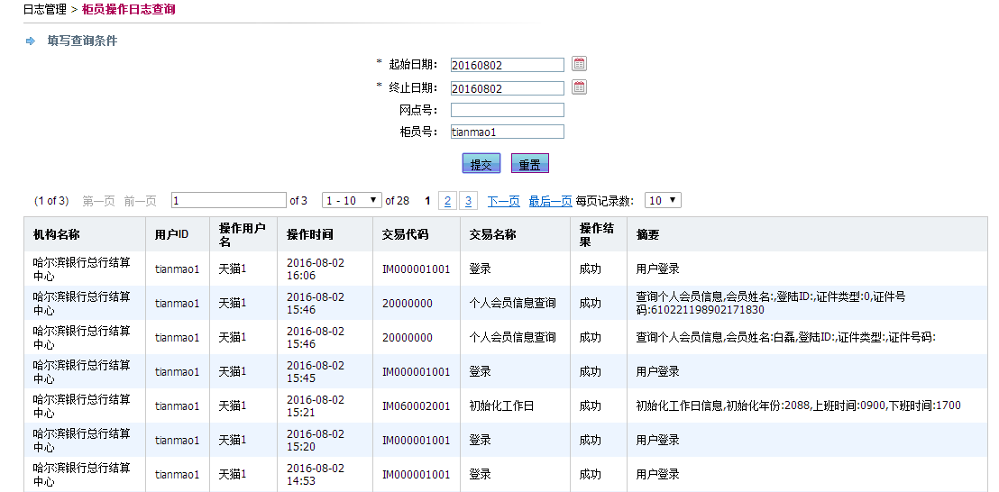 日志管理 > 柜员操作日志查询
填写查询条件
* 起始日期： 20160802
* 终止日期： 20160802
网点号：
柜员号： tianmao1
提交 重置
(1 of 3) 第一页 前一页 1 of 3 1 - 10 of 28 1 2 3 下一页 最后一页 每页记录数： 10
机构名称 用户ID 操作用户名 操作时间 交易代码 交易名称 操作结果 摘要
哈尔滨银行总行结算中心 tianmao1 天猫1 2016-08-02 16:06 IM000001001 登录 成功 用户登录
哈尔滨银行总行结算中心 tianmao1 天猫1 2016-08-02 15:46 20000000 个人会员信息查询 成功 查询个人会员信息,会员姓名:,登陆ID:,证件类型:0,证件号码:610221198902171830
哈尔滨银行总行结算中心 tianmao1 天猫1 2016-08-02 15:46 20000000 个人会员信息查询 成功 查询个人会员信息,会员姓名:白磊,登陆ID:,证件类型:,证件号码:
哈尔滨银行总行结算中心 tianmao1 天猫1 2016-08-02 15:45 IM000001001 登录 成功 用户登录
哈尔滨银行总行结算中心 tianmao1 天猫1 2016-08-02 15:21 IM060002001 初始化工作日 成功 初始化工作日信息,初始化年份:2088,上班时间:0900,下班时间:1700
哈尔滨银行总行结算中心 tianmao1 天猫1 2016-08-02 15:20 IM000001001 登录 成功 用户登录
哈尔滨银行总行结算中心 tianmao1 天猫1 2016-08-02 14:53 IM000001001 登录 成功 用户登录